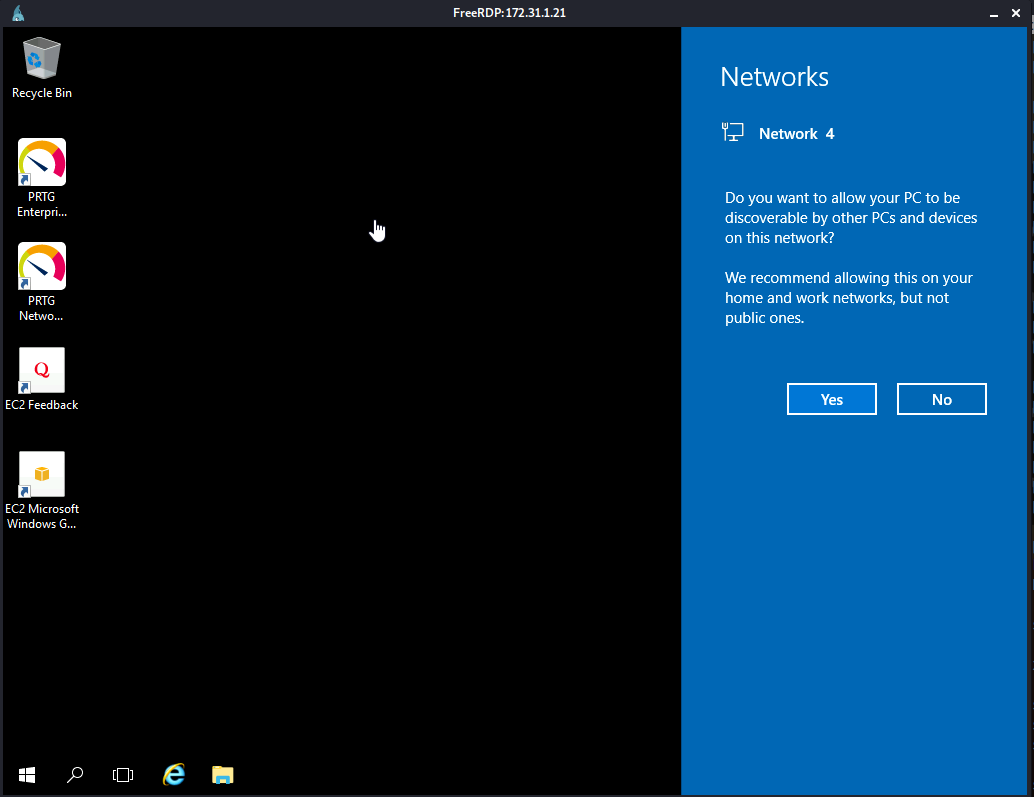 FreeRDP: 172.31.1.21
Recycle Bin
PRTG
Enterpri...
PRTG
Netwo...
Q
EC2 Feedback
EC2 Microsoft
Windows G...
Networks
Network 4
Do you want to allow your PC to be
discoverable by other PCs and devices
on this network?
We recommend allowing this on your
home and work networks, but not
public ones.
Yes
No